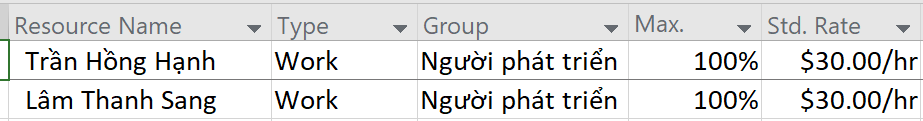 Resource Name Type Group Max. Std. Rate
Trần Hồng Hạnh Work Người phát triển 100% $30.00/hr
Lâm Thanh Sang Work Người phát triển 100% $30.00/hr